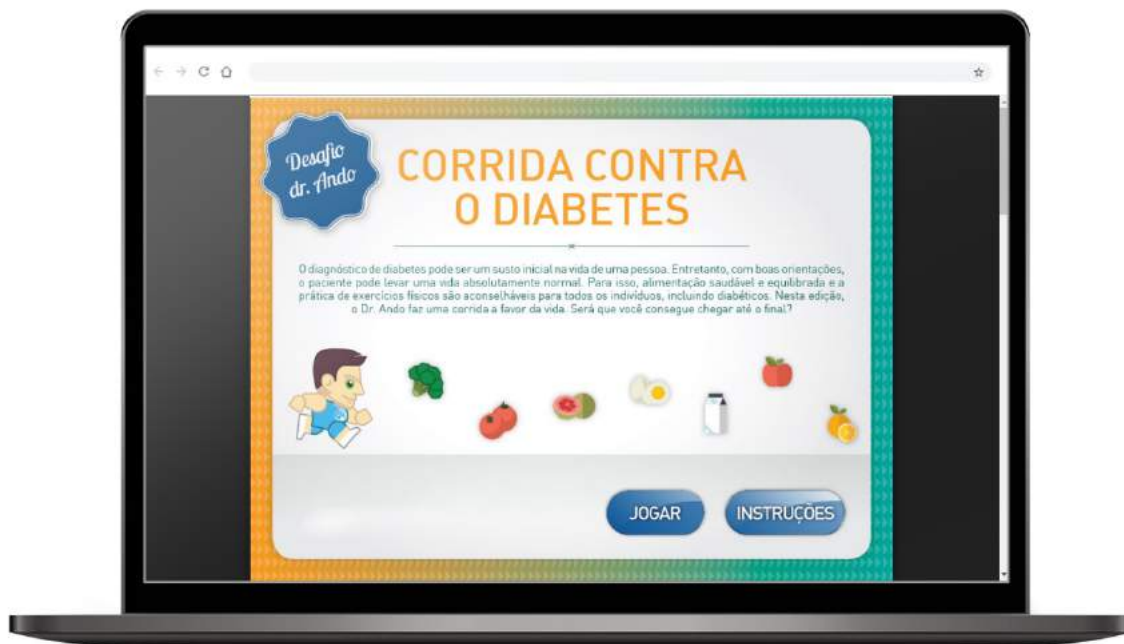 Desafio
dr. Ando
CORRIDA CONTRA
O DIABETES
O diagnóstico de diabetes pode ser um susto inicial na vida de uma pessoa. Entretanto, com boas orientações,
o paciente pode levar uma vida absolutamente normal. Para isso, alimentação saudável e equilibrada e a
prática de exercícios físicos são aconselháveis para todos os indivíduos, incluindo diabéticos. Nesta edição,
o Dr. Ando faz uma corrida a favor da vida. Será que você consegue chegar até o final?
JOGAR
INSTRUÇÕES